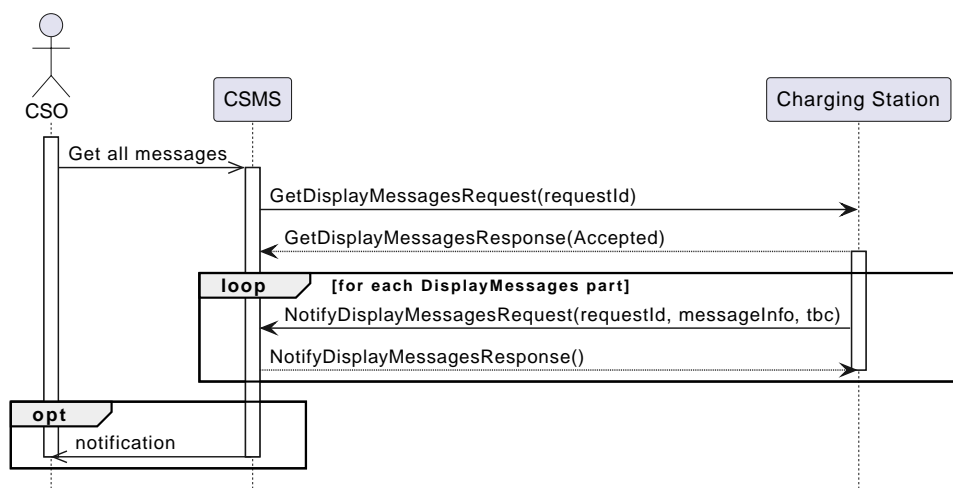 CSO
CSMS
Charging Station
Get all messages
GetDisplayMessagesRequest(requestId)
GetDisplayMessagesResponse(Accepted)
loop [for each DisplayMessages part]
NotifyDisplayMessagesRequest(requestId, messageInfo, tbc)
NotifyDisplayMessagesResponse()
opt
notification